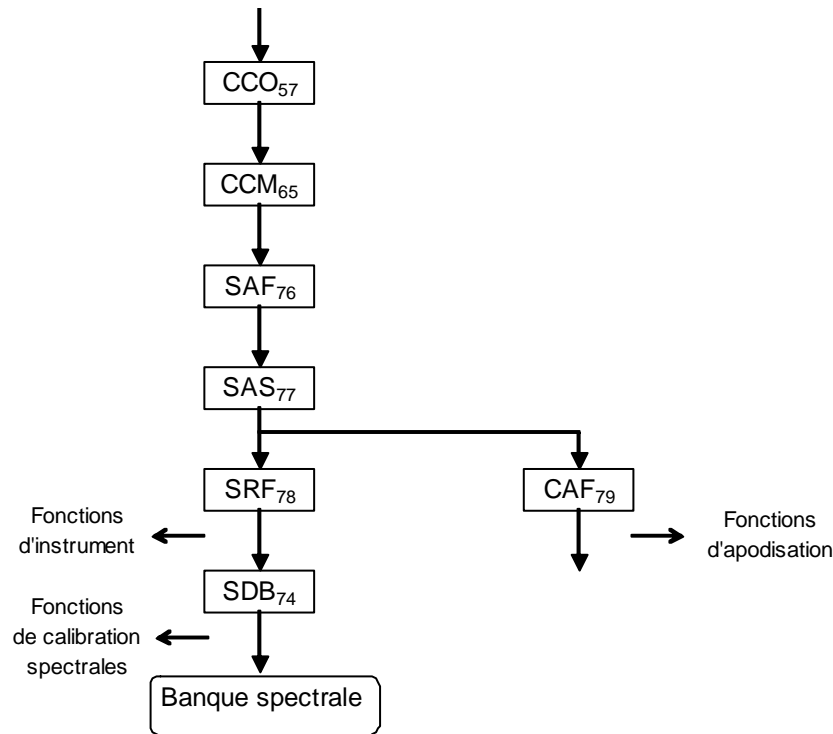 CCO57
CCM65
SAF76
SAS77
SRF78
CAF79
Fonctions
d'instrument
Fonctions
d'apodisation
SDB74
Fonctions
de calibration
spectrales
Banque spectrale